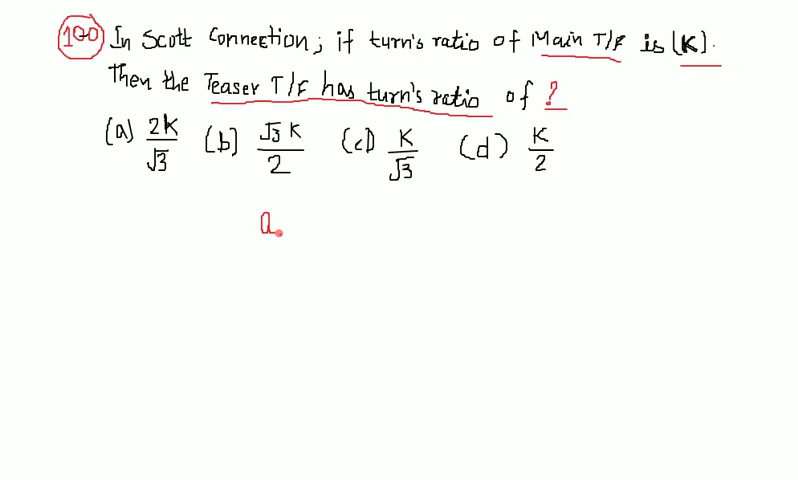 100 In Scott Connection; if turn's ratio of Main T/F is (K).
Then the Teaser T/F has turn's ratio of ?
(a) 2K/√3 (b) √3 K/2 (c) K/√3 (d) K/2
a